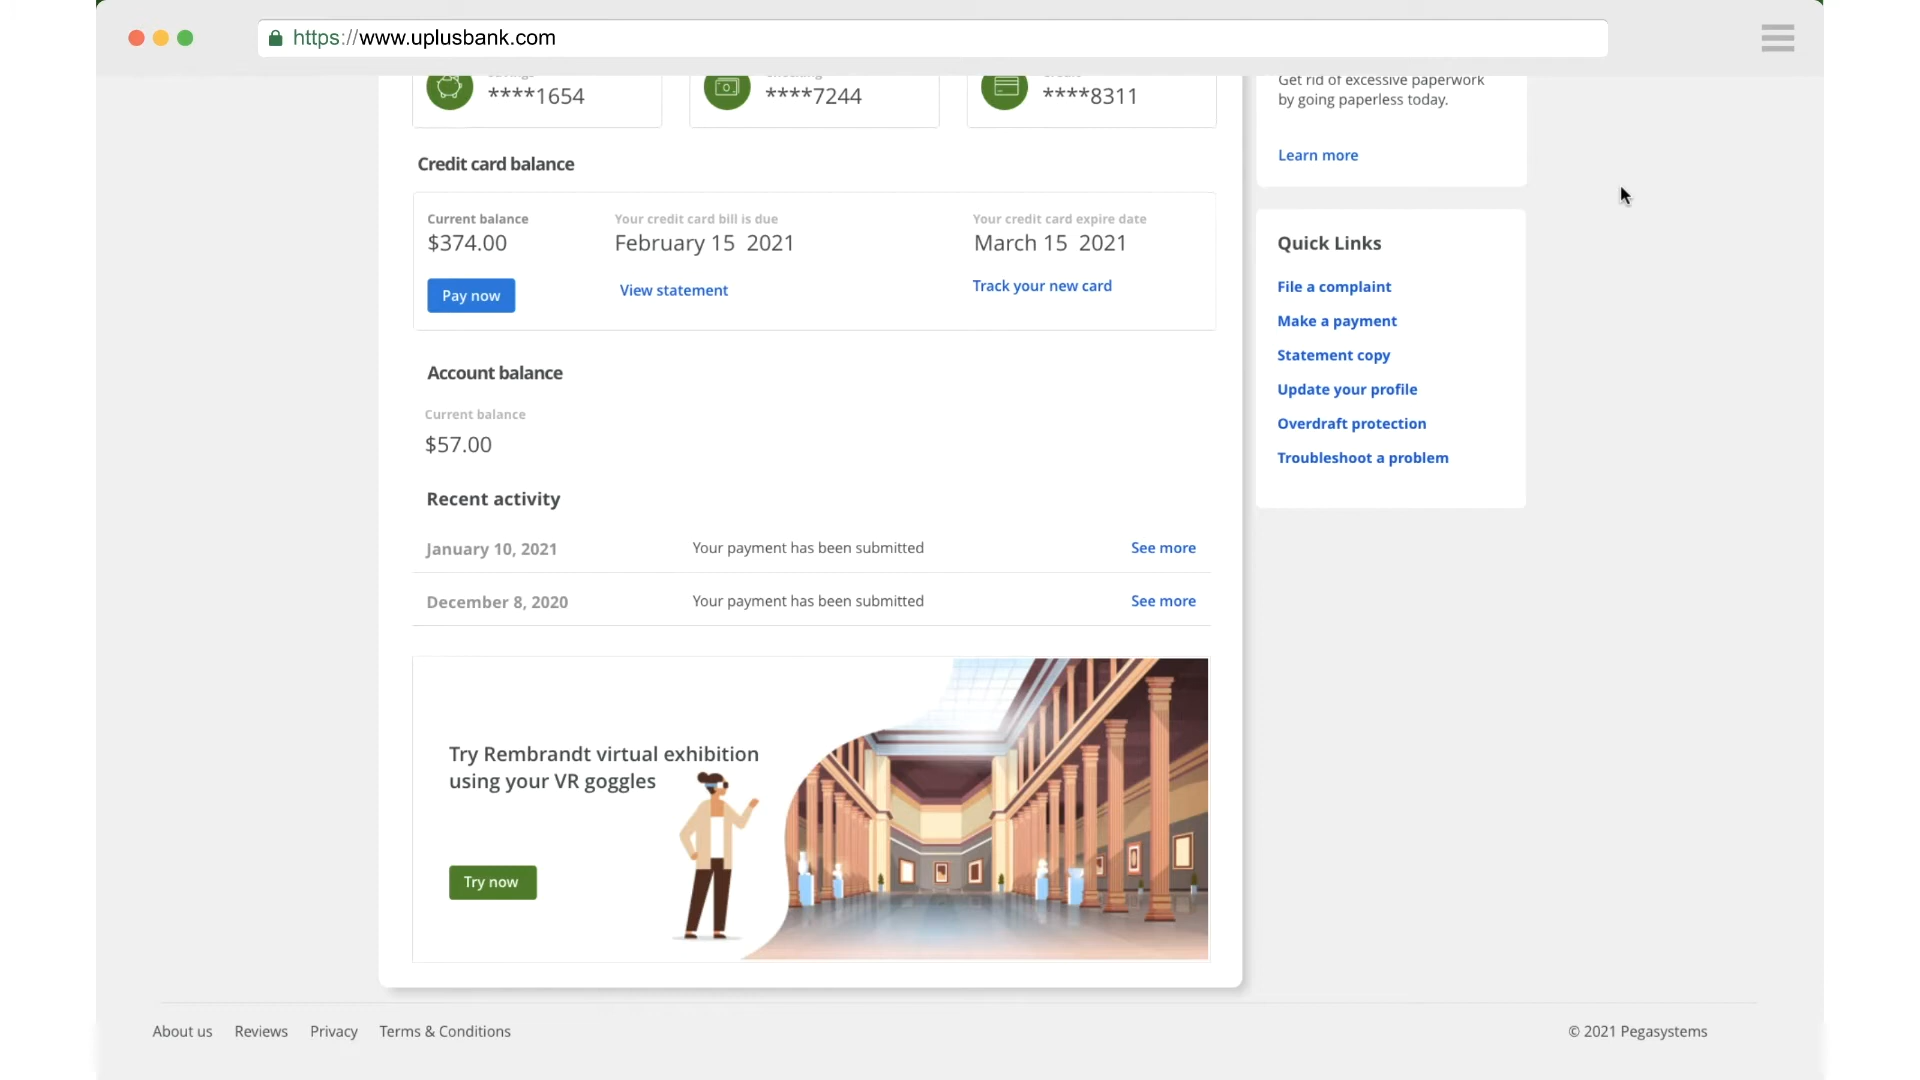 https://www.uplusbank.com
****1654
****7244
****8311
Get rid of excessive paperwork
by going paperless today.
Learn more
Credit card balance
Current balance
$374.00
Pay now
Your credit card bill is due
February 15 2021
View statement
Your credit card expire date
March 15 2021
Track your new card
Quick Links
File a complaint
Make a payment
Statement copy
Update your profile
Overdraft protection
Troubleshoot a problem
Account balance
Current balance
$57.00
Recent activity
January 10, 2021 Your payment has been submitted See more
December 8, 2020 Your payment has been submitted See more
Try Rembrandt virtual exhibition
using your VR goggles
Try now
About us Reviews Privacy Terms & Conditions © 2021 Pegasystems